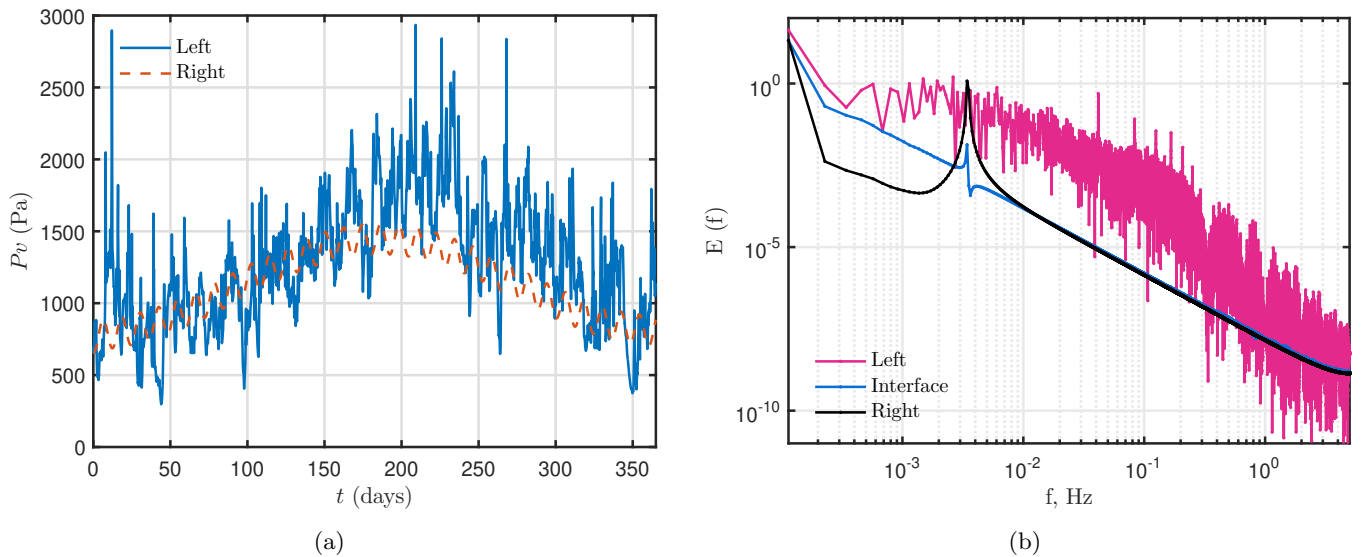 3000
2500
2000
1500
1000
500
0
Pv (Pa)
Left
Right
0 50 100 150 200 250 300 350
t (days)
(a)
10^0
10^-5
10^-10
E (f)
Left
Interface
Right
10^-3 10^-2 10^-1 10^0
f, Hz
(b)